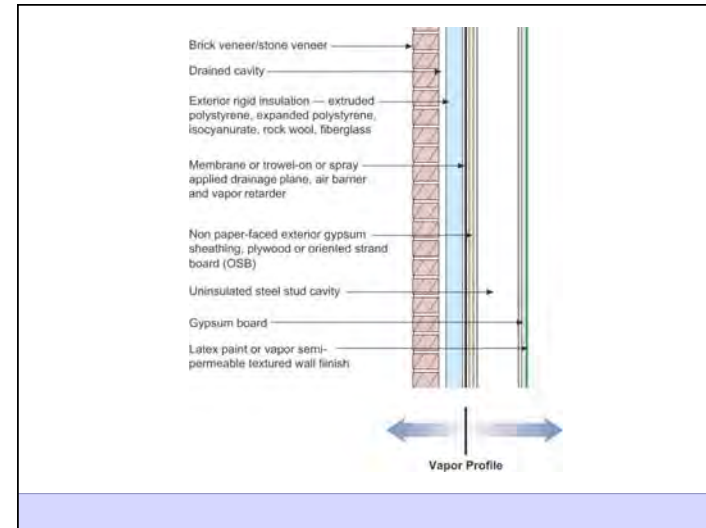 Brick veneer/stone veneer
Drained cavity
Exterior rigid insulation — extruded
polystyrene, expanded polystyrene,
isocyanurate, rock wool, fiberglass
Membrane or trowel-on or spray
applied drainage plane, air barrier
and vapor retarder
Non paper-faced exterior gypsum
sheathing, plywood or oriented strand
board (OSB)
Uninsulated steel stud cavity
Gypsum board
Latex paint or vapor semi-
permeable textured wall fiinish
Vapor Profile